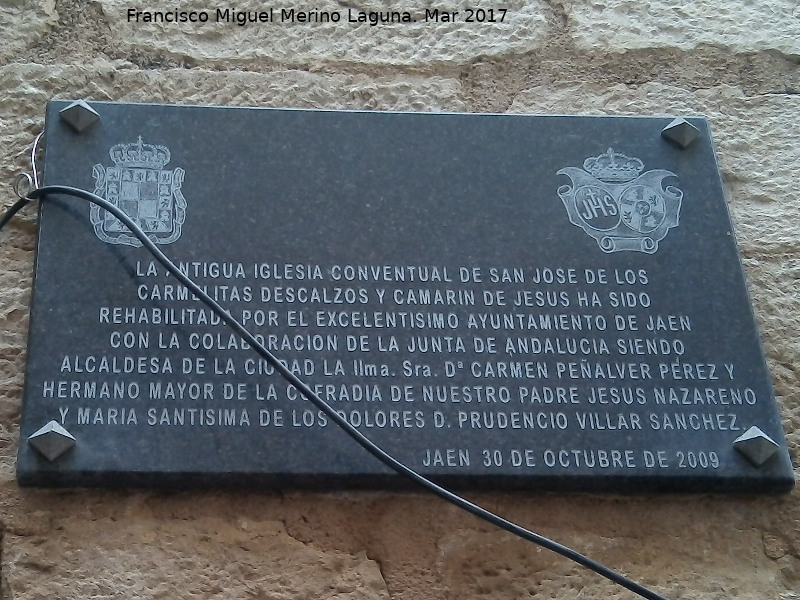 Francisco Miguel Merino Laguna. Mar 2017
JHS
LA ANTIGUA IGLESIA CONVENTUAL DE SAN JOSE DE LOS
CARMELITAS DESCALZOS Y CAMARIN DE JESUS HA SIDO
REHABILITADA POR EL EXCELENTISIMO AYUNTAMIENTO DE JAEN
CON LA COLABORACION DE LA JUNTA DE ANDALUCIA SIENDO
ALCALDESA DE LA CIUDAD LA Ilma. Sra. Dª CARMEN PEÑALVER PEREZ Y
HERMANO MAYOR DE LA COFRADIA DE NUESTRO PADRE JESUS NAZARENO
Y MARIA SANTISIMA DE LOS DOLORES D. PRUDENCIO VILLAR SANCHEZ.
JAEN 30 DE OCTUBRE DE 2009